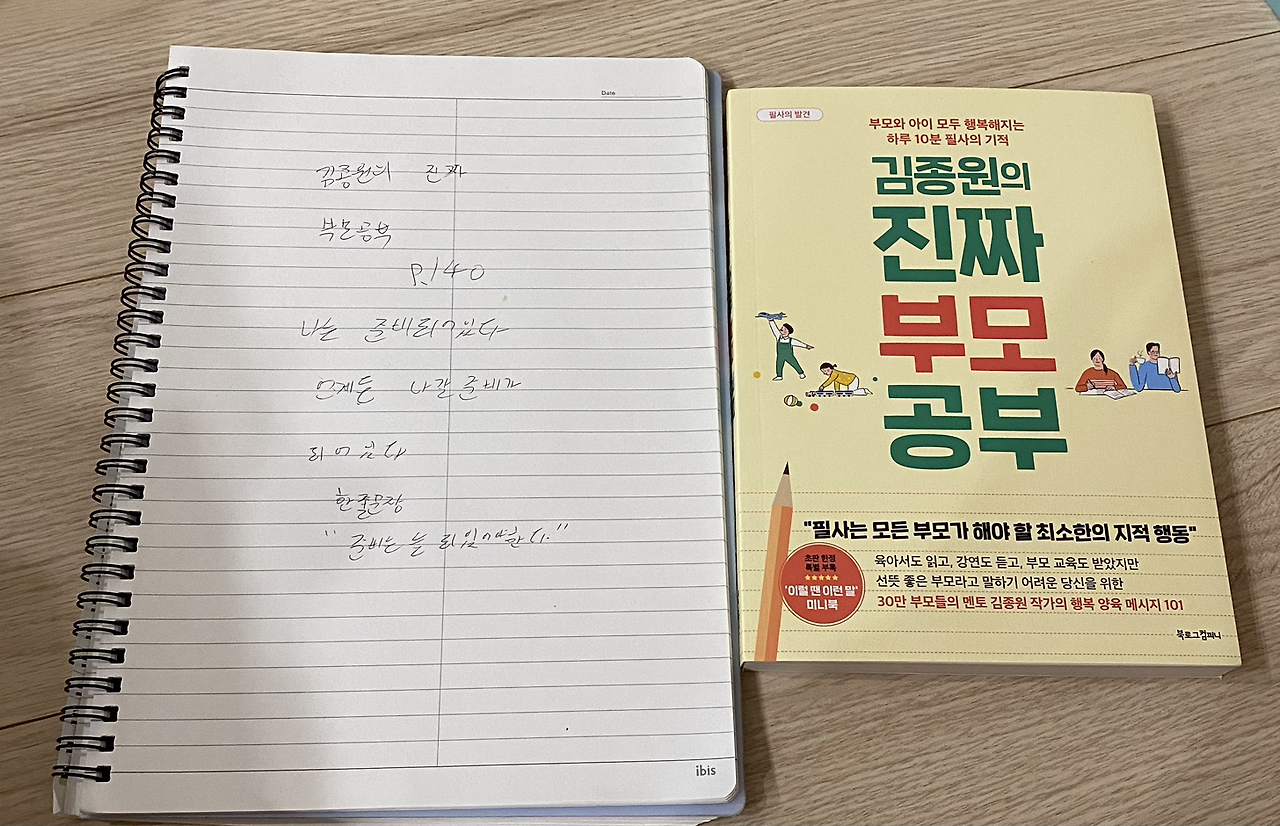 Date
김종원의 진짜
부모공부
P.140
나는 준비되어있다
언제든 나갈 준비가
되어있다
한줄문장
"준비는 늘 되있어야한다."
ibis
필사의 발견
부모와 아이 모두 행복해지는
하루 10분 필사의 기적
김종원의
진짜
부모
공부
"필사는 모든 부모가 해야 할 최소한의 지적 행동"
육아서도 읽고, 강연도 듣고, 부모 교육도 받았지만
선뜻 좋은 부모라고 말하기 어려운 당신을 위한
30만 부모들의 멘토 김종원 작가의 행복 양육 메시지 101
초판 한정
특별 부록
'이럴 땐 이런 말'
미니북
북로그컴퍼니